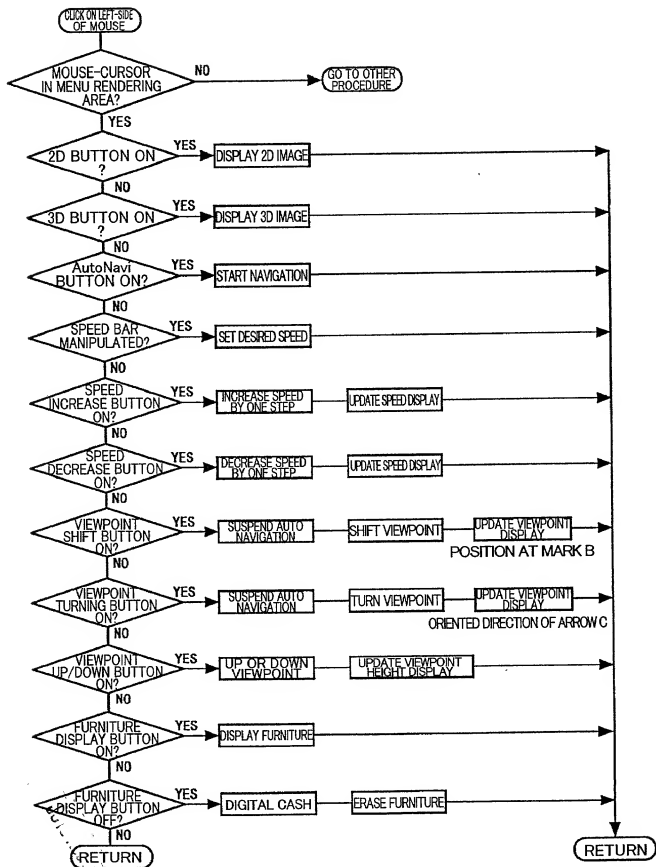 CLICK ON LEFT-SIDE
OF MOUSE
MOUSE-CURSOR
IN MENU RENDERING
AREA?
NO
GO TO OTHER
PROCEDURE
YES
2D BUTTON ON
?
YES
DISPLAY 2D IMAGE
NO
3D BUTTON ON
?
YES
DISPLAY 3D IMAGE
NO
AutoNavi
BUTTON ON?
YES
START NAVIGATION
NO
SPEED BAR
MANIPULATED?
YES
SET DESIRED SPEED
NO
SPEED
INCREASE BUTTON
ON?
YES
INCREASE SPEED
BY ONE STEP
UPDATE SPEED DISPLAY
NO
SPEED
DECREASE BUTTON
ON?
YES
DECREASE SPEED
BY ONE STEP
UPDATE SPEED DISPLAY
NO
VIEWPOINT
SHIFT BUTTON
ON?
YES
SUSPEND AUTO
NAVIGATION
SHIFT VIEWPOINT
UPDATE VIEWPOINT
DISPLAY
POSITION AT MARK B
NO
VIEWPOINT
TURNING BUTTON
ON?
YES
SUSPEND AUTO
NAVIGATION
TURN VIEWPOINT
UPDATE VIEWPOINT
DISPLAY
ORIENTED DIRECTION OF ARROW C
NO
VIEWPOINT
UP/DOWN BUTTON
ON?
YES
UP OR DOWN
VIEWPOINT
UPDATE VIEWPOINT
HEIGHT DISPLAY
NO
FURNITURE
DISPLAY BUTTON
ON?
YES
DISPLAY FURNITURE
NO
FURNITURE
DISPLAY BUTTON
OFF?
YES
DIGITAL CASH
ERASE FURNITURE
NO
RETURN
RETURN